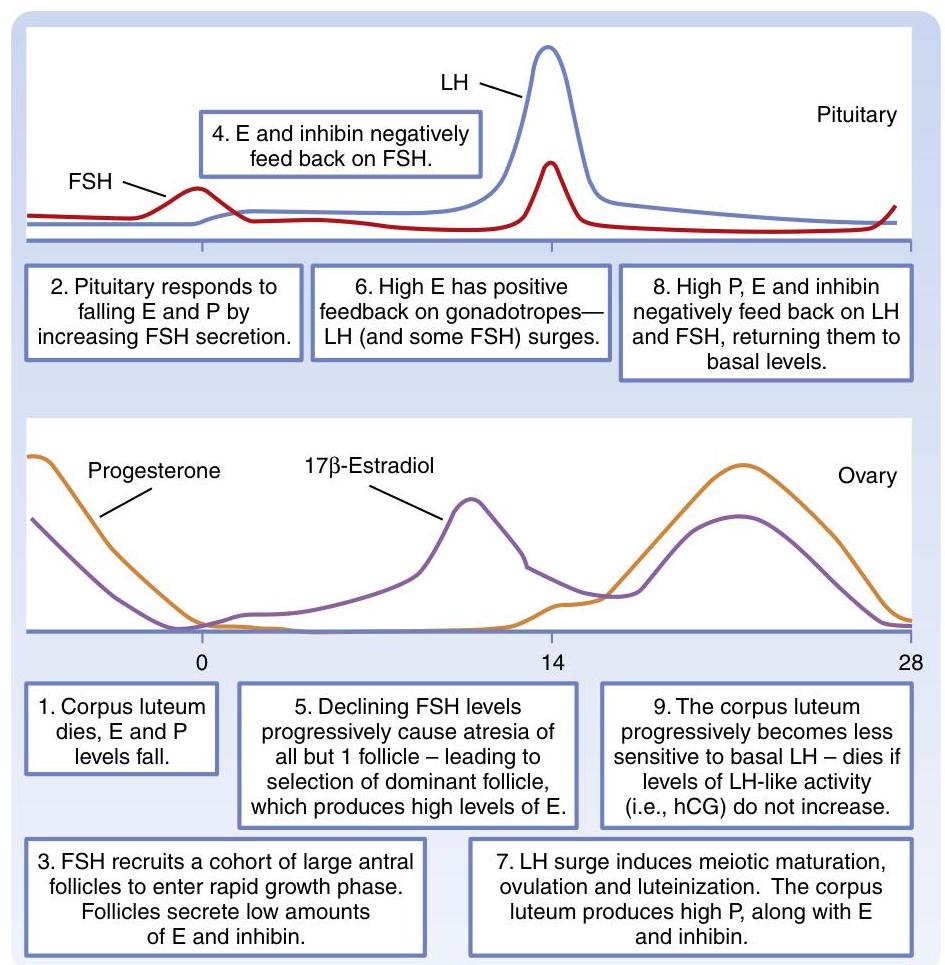 LH
Pituitary
4. E and inhibin negatively
feed back on FSH.
FSH
2. Pituitary responds to
falling E and P by
increasing FSH secretion.
6. High E has positive
feedback on gonadotropes—
LH (and some FSH) surges.
8. High P, E and inhibin
negatively feed back on LH
and FSH, returning them to
basal levels.
Progesterone
17β-Estradiol
Ovary
0
14
28
1. Corpus luteum
dies, E and P
levels fall.
5. Declining FSH levels
progressively cause atresia of
all but 1 follicle – leading to
selection of dominant follicle,
which produces high levels of E.
9. The corpus luteum
progressively becomes less
sensitive to basal LH – dies if
levels of LH-like activity
(i.e., hCG) do not increase.
3. FSH recruits a cohort of large antral
follicles to enter rapid growth phase.
Follicles secrete low amounts
of E and inhibin.
7. LH surge induces meiotic maturation,
ovulation and luteinization. The corpus
luteum produces high P, along with E
and inhibin.